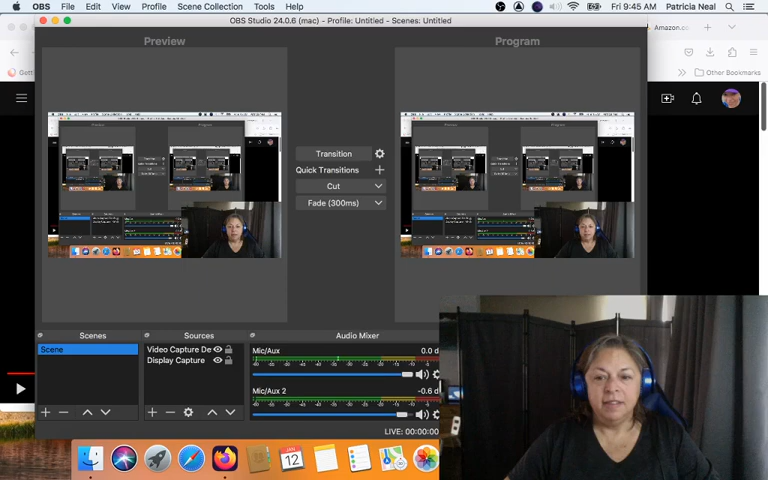 OBS File Edit View Profile Scene Collection Tools Help Fri 9:45 AM Patricia Neal
OBS Studio 24.0.6 (mac) - Profile: Untitled - Scenes: Untitled
Amazon.c
Getti
Other Bookmarks
Preview
Program
Transition
Quick Transitions
Cut
Fade (300ms)
Scenes
Sources
Audio Mixer
Scene
Video Capture De
Display Capture
Mic/Aux 0.0 d
Mic/Aux 2 -0.6 d
LIVE: 00:00:00
JAN
12